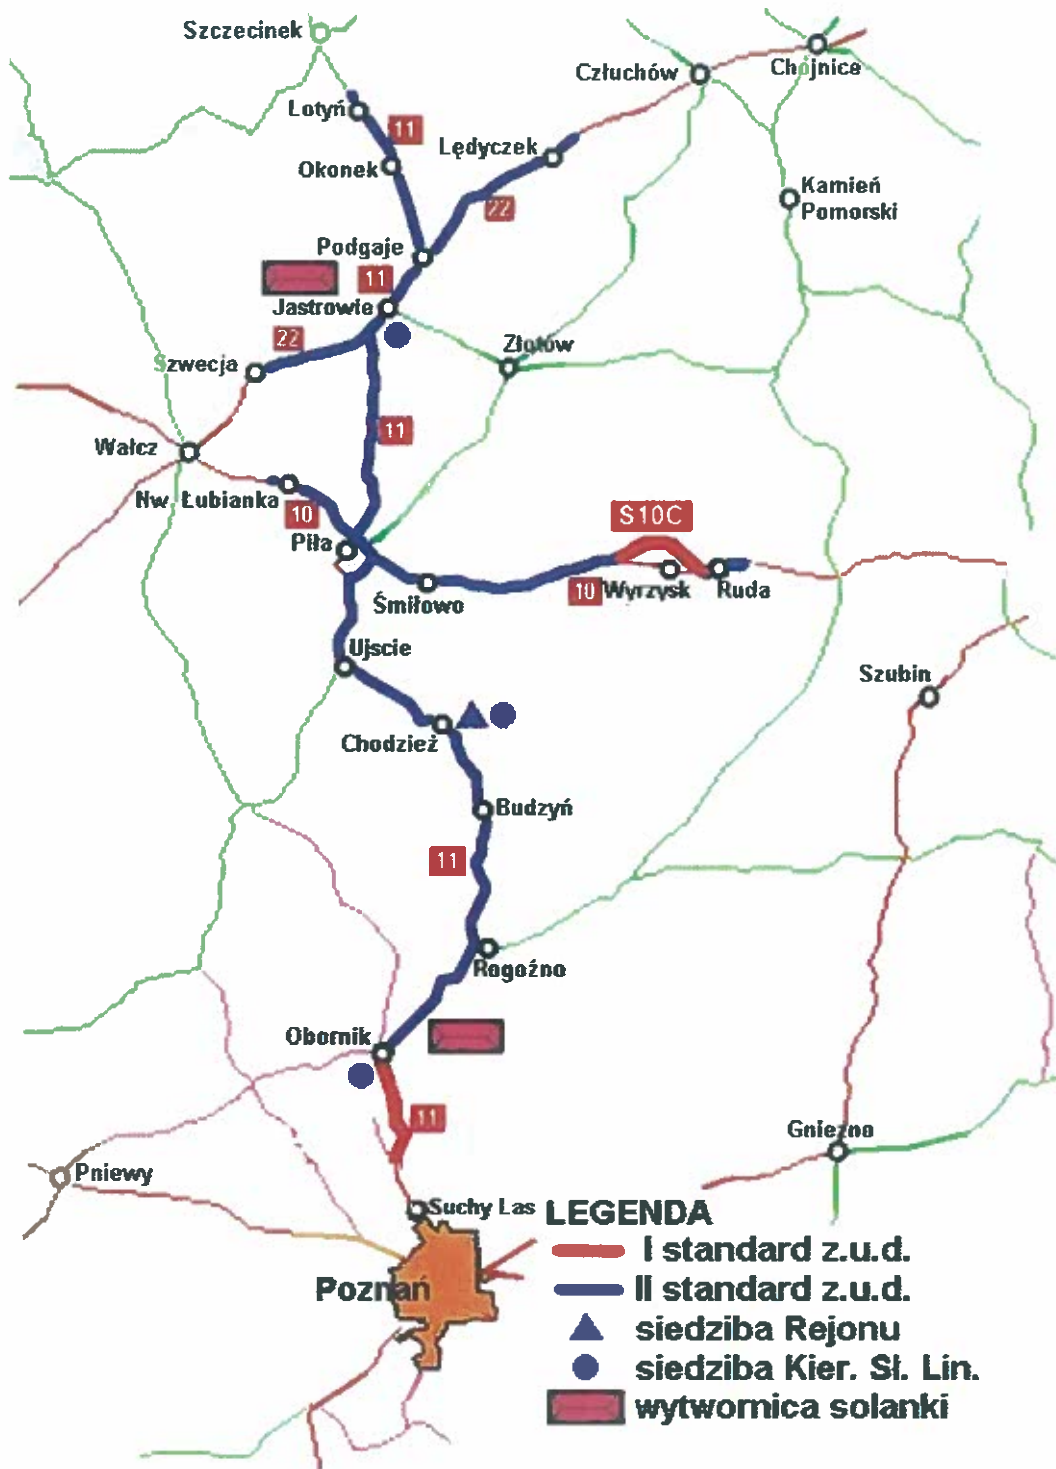 Szczecinek
Człuchów
Chojnice
Lotyń
11
Lędyczek
Okonek
Kamień
Pomorski
22
Podgaje
11
Jastrowie
22
Szwecja
Złotów
11
Wałcz
Nw. Łubianka
10
S10C
Piła
Śmiłowo
10
Wyrzysk
Ruda
Ujscie
Szubin
Chodzież
Budzyń
11
Rogoźno
Obornik
11
Gniezno
Pniewy
Suchy Las
LEGENDA
I standard z.u.d.
Poznań
II standard z.u.d.
siedziba Rejonu
siedziba Kier. Sł. Lin.
wytwornica solanki